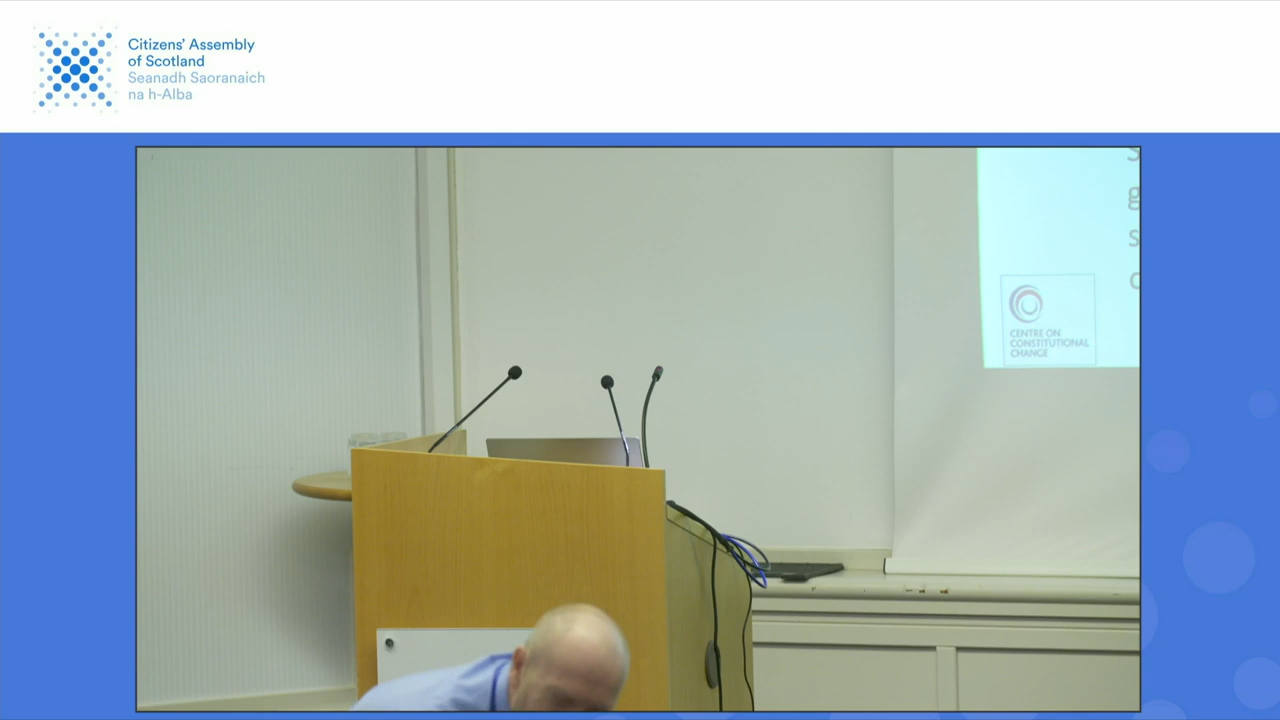 Citizens' Assembly
of Scotland
Seanadh Saoranaich
na h-Alba
CENTRE ON
CONSTITUTIONAL
CHANGE